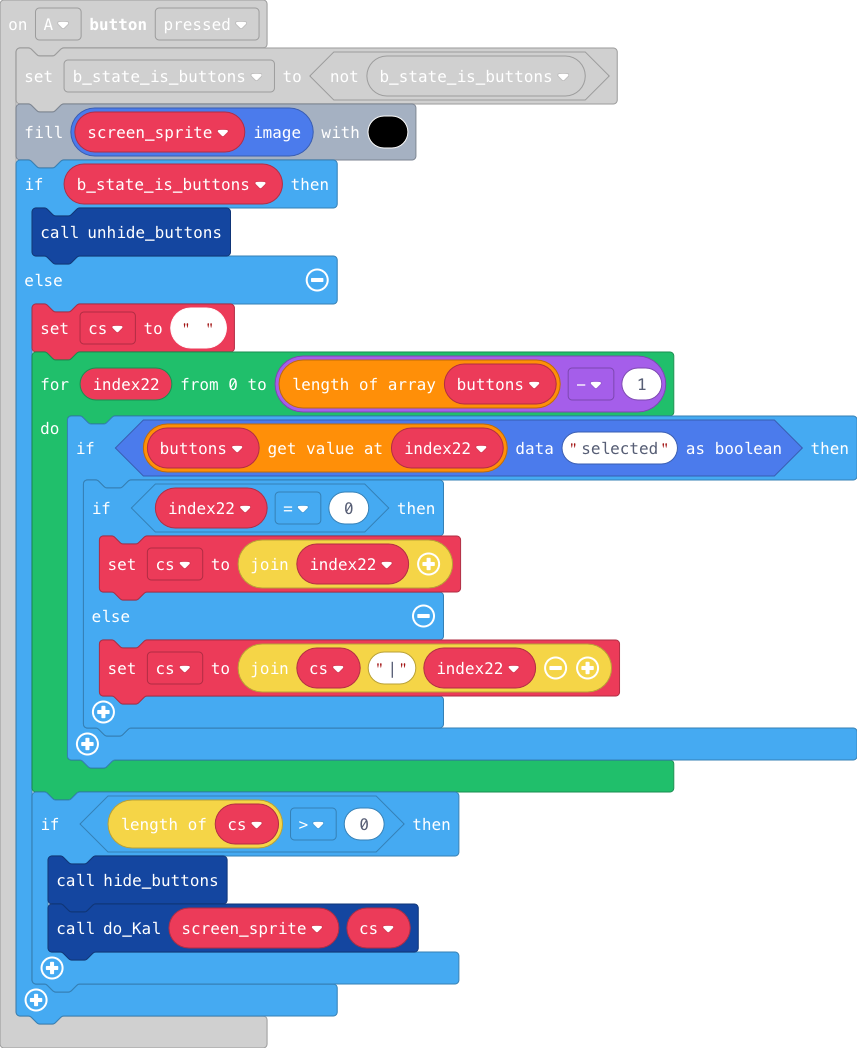 on A button pressed
set b_state_is_buttons to not b_state_is_buttons
fill screen_sprite image with
if b_state_is_buttons then
call unhide_buttons
else
set cs to " "
for index22 from 0 to length of array buttons - 1
do
if buttons get value at index22 data "selected" as boolean then
if index22 = 0 then
set cs to join index22
else
set cs to join cs "|" index22
if length of cs > 0 then
call hide_buttons
call do_Kal screen_sprite cs